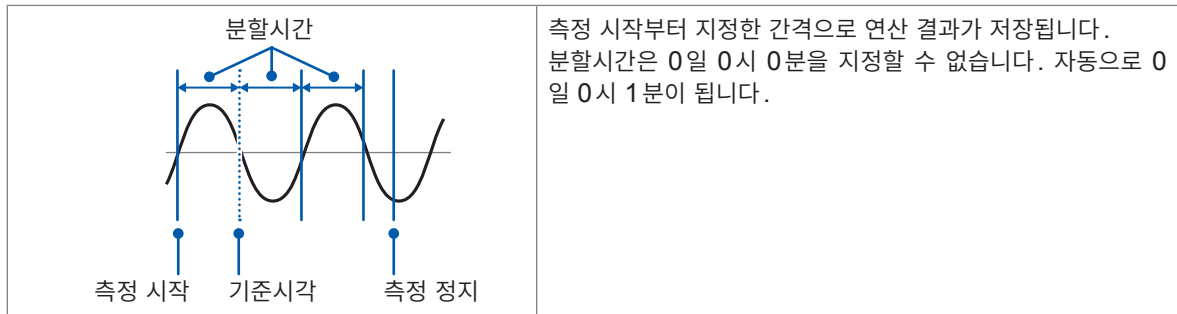 분할시간
측정 시작
기준시각
측정 정지
측정 시작부터 지정한 간격으로 연산 결과가 저장됩니다.
분할시간은 0일 0시 0분을 지정할 수 없습니다. 자동으로 0
일 0시 1분이 됩니다.